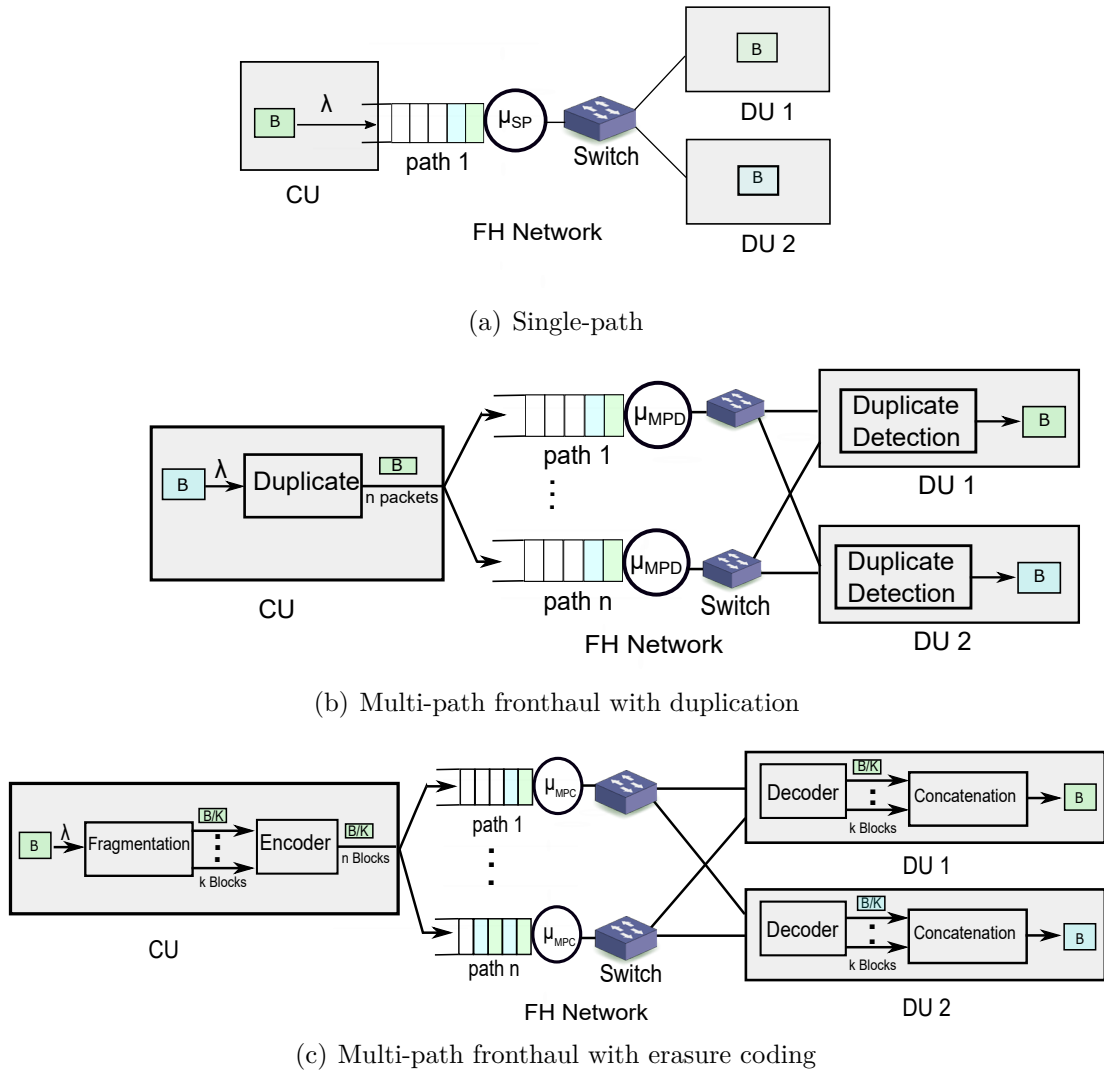 B
λ
μSP
path 1
Switch
CU
FH Network
B
DU 1
B
DU 2
(a) Single-path
B
λ
Duplicate
B
n packets
CU
μMPD
path 1
μMPD
path n
Switch
FH Network
Duplicate
Detection
B
DU 1
Duplicate
Detection
B
DU 2
(b) Multi-path fronthaul with duplication
B
λ
Fragmentation
B/K
k Blocks
Encoder
B/K
n Blocks
CU
μMPC
path 1
μMPC
path n
Switch
FH Network
Decoder
B/K
k Blocks
Concatenation
B
DU 1
Decoder
B/K
k Blocks
Concatenation
B
DU 2
(c) Multi-path fronthaul with erasure coding